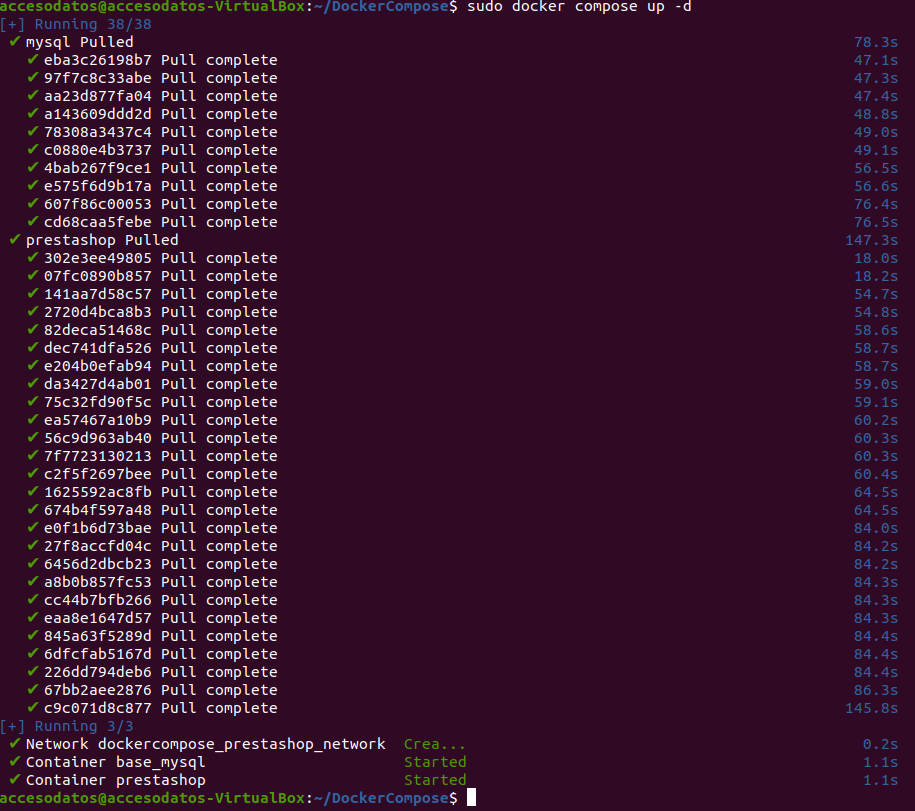 accesodatos@accesodatos-VirtualBox:~/DockerCompose$ sudo docker compose up -d
[+] Running 38/38
✔ mysql Pulled 78.3s
✔ eba3c26198b7 Pull complete 47.1s
✔ 97f7c8c33abe Pull complete 47.3s
✔ aa23d877fa04 Pull complete 47.4s
✔ a143609ddd2d Pull complete 48.8s
✔ 78308a3437c4 Pull complete 49.0s
✔ c0880e4b3737 Pull complete 49.1s
✔ 4bab267f9ce1 Pull complete 56.5s
✔ e575f6d9b17a Pull complete 56.6s
✔ 607f86c00053 Pull complete 76.4s
✔ cd68caa5febe Pull complete 76.5s
✔ prestashop Pulled 147.3s
✔ 302e3ee49805 Pull complete 18.0s
✔ 07fc0890b857 Pull complete 18.2s
✔ 141aa7d58c57 Pull complete 54.7s
✔ 2720d4bca8b3 Pull complete 54.8s
✔ 82deca51468c Pull complete 58.6s
✔ dec741dfa526 Pull complete 58.7s
✔ e204b0efab94 Pull complete 58.7s
✔ da3427d4ab01 Pull complete 59.0s
✔ 75c32fd90f5c Pull complete 59.1s
✔ ea57467a10b9 Pull complete 60.2s
✔ 56c9d963ab40 Pull complete 60.3s
✔ 7f7723130213 Pull complete 60.3s
✔ c2f5f2697bee Pull complete 60.4s
✔ 1625592ac8fb Pull complete 64.5s
✔ 674b4f597a48 Pull complete 64.5s
✔ e0f1b6d73bae Pull complete 84.0s
✔ 27f8accfd04c Pull complete 84.2s
✔ 6456d2dbcb23 Pull complete 84.2s
✔ a8b0b857fc53 Pull complete 84.3s
✔ cc44b7bfb266 Pull complete 84.3s
✔ eaa8e1647d57 Pull complete 84.3s
✔ 845a63f5289d Pull complete 84.4s
✔ 6dfcfab5167d Pull complete 84.4s
✔ 226dd794deb6 Pull complete 84.4s
✔ 67bb2aee2876 Pull complete 86.3s
✔ c9c071d8c877 Pull complete 145.8s
[+] Running 3/3
✔ Network dockercompose_prestashop_network Crea... 0.2s
✔ Container base_mysql Started 1.1s
✔ Container prestashop Started 1.1s
accesodatos@accesodatos-VirtualBox:~/DockerCompose$